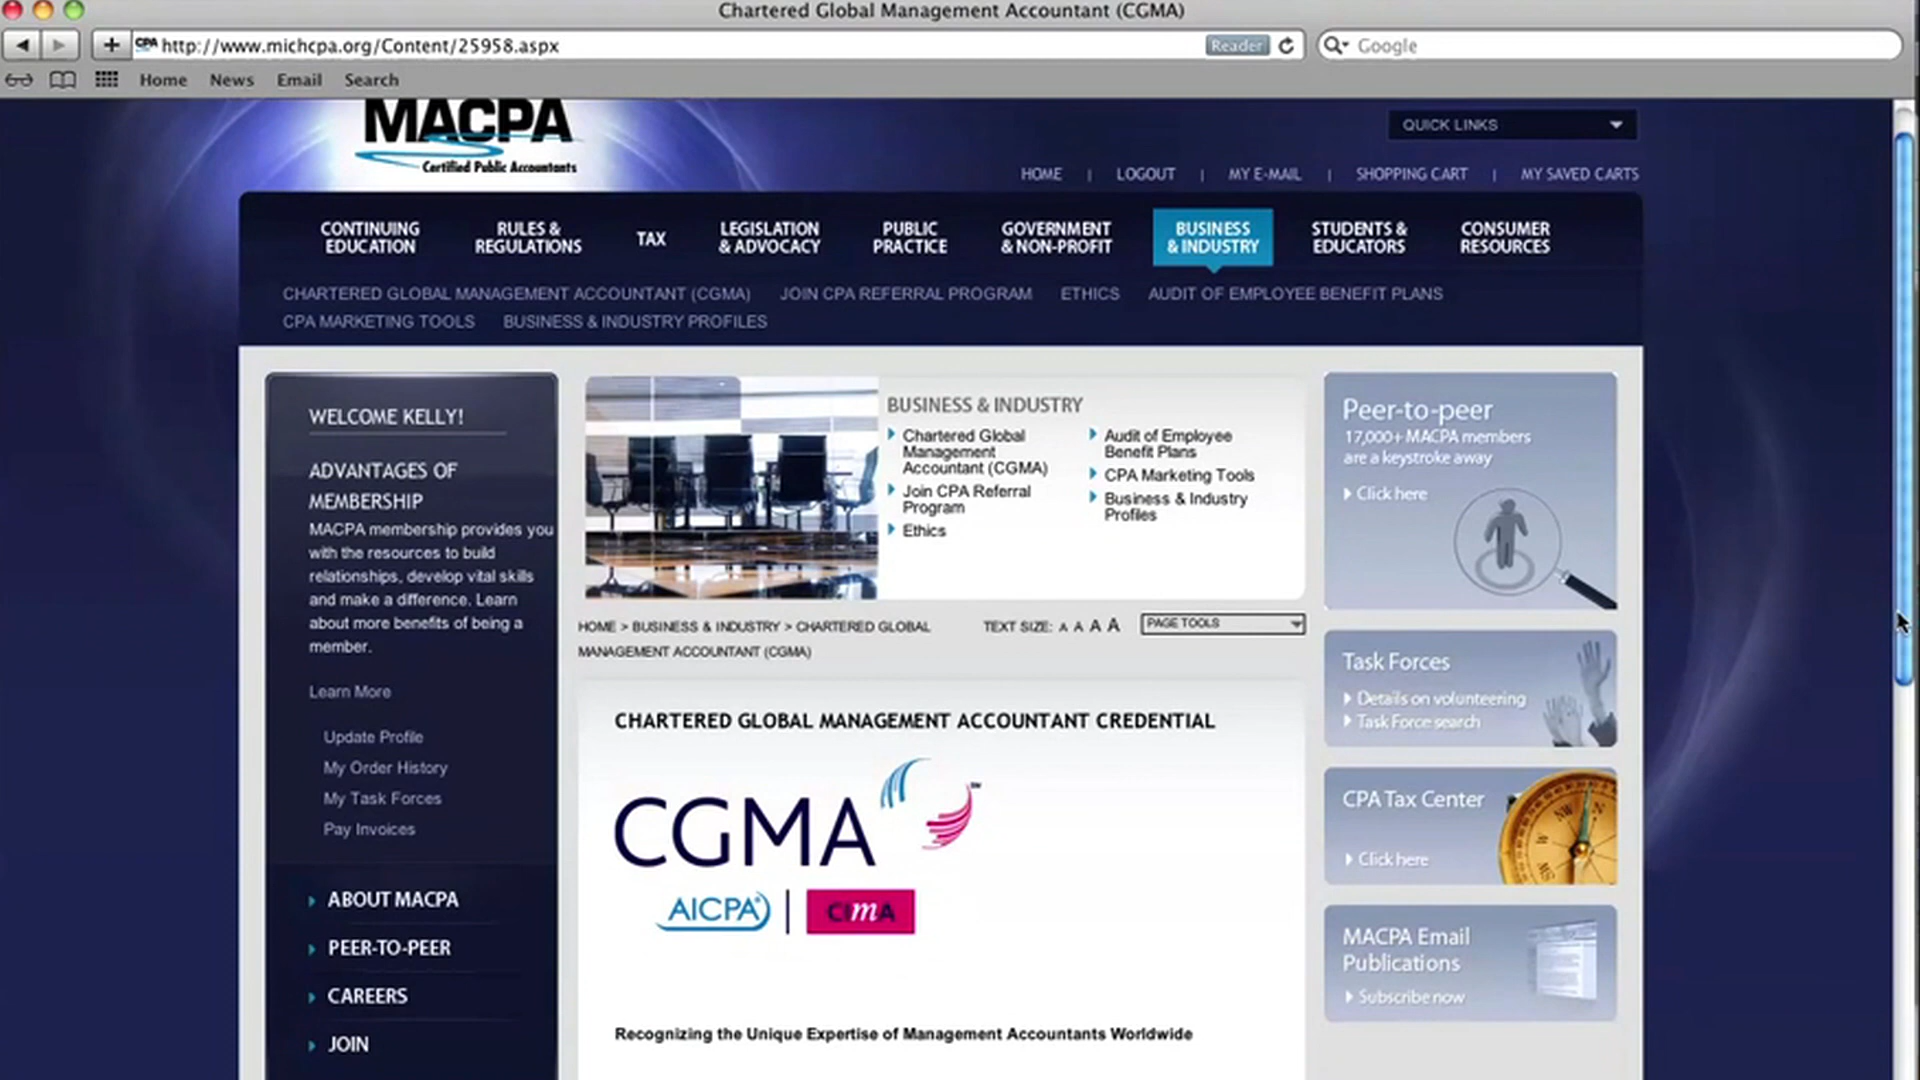 Chartered Global Management Accountant (CGMA)
CPA http://www.michcpa.org/Content/25958.aspx
Reader
Google
Home News Email Search
MACPA
Certified Public Accountants
QUICK LINKS
HOME | LOGOUT | MY E-MAIL | SHOPPING CART | MY SAVED CARTS
CONTINUING EDUCATION
RULES & REGULATIONS
TAX
LEGISLATION & ADVOCACY
PUBLIC PRACTICE
GOVERNMENT & NON-PROFIT
BUSINESS & INDUSTRY
STUDENTS & EDUCATORS
CONSUMER RESOURCES
CHARTERED GLOBAL MANAGEMENT ACCOUNTANT (CGMA) JOIN CPA REFERRAL PROGRAM ETHICS AUDIT OF EMPLOYEE BENEFIT PLANS
CPA MARKETING TOOLS BUSINESS & INDUSTRY PROFILES
WELCOME KELLY!
ADVANTAGES OF
MEMBERSHIP
MACPA membership provides you
with the resources to build
relationships, develop vital skills
and make a difference. Learn
about more benefits of being a
member.
Learn More
Update Profile
My Order History
My Task Forces
Pay Invoices
ABOUT MACPA
PEER-TO-PEER
CAREERS
JOIN
BUSINESS & INDUSTRY
Chartered Global
Management
Accountant (CGMA)
Join CPA Referral
Program
Ethics
Audit of Employee
Benefit Plans
CPA Marketing Tools
Business & Industry
Profiles
HOME > BUSINESS & INDUSTRY > CHARTERED GLOBAL
MANAGEMENT ACCOUNTANT (CGMA)
TEXT SIZE: A A A A
PAGE TOOLS
CHARTERED GLOBAL MANAGEMENT ACCOUNTANT CREDENTIAL
CGMA
AICPA | CIMA
Recognizing the Unique Expertise of Management Accountants Worldwide
Peer-to-peer
17,000+ MACPA members
are a keystroke away
Click here
Task Forces
Details on volunteering
Task Force search
CPA Tax Center
Click here
NW N
W
SW
MACPA Email
Publications
Subscribe now